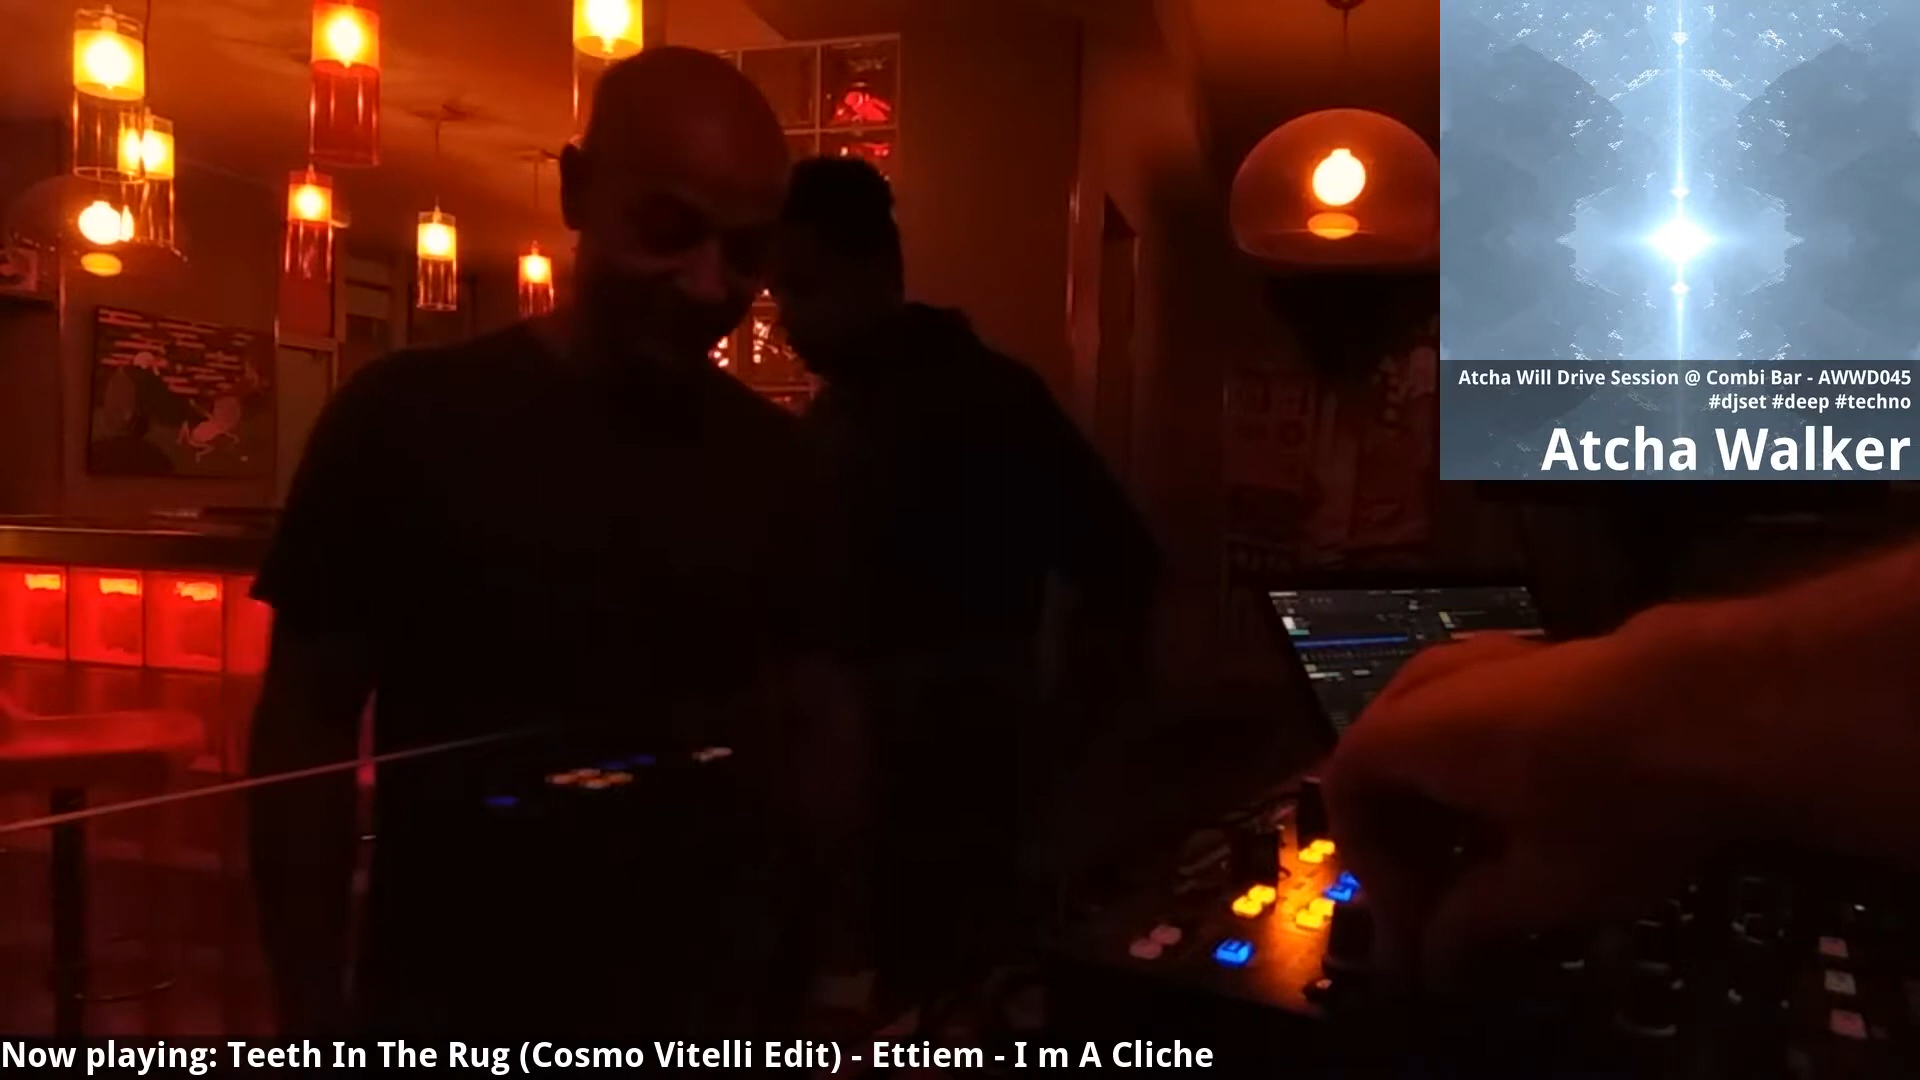 Atcha Will Drive Session @ Combi Bar - AWWD045
#djset #deep #techno
Atcha Walker
Now playing: Teeth In The Rug (Cosmo Vitelli Edit) - Ettiem - I m A Cliche